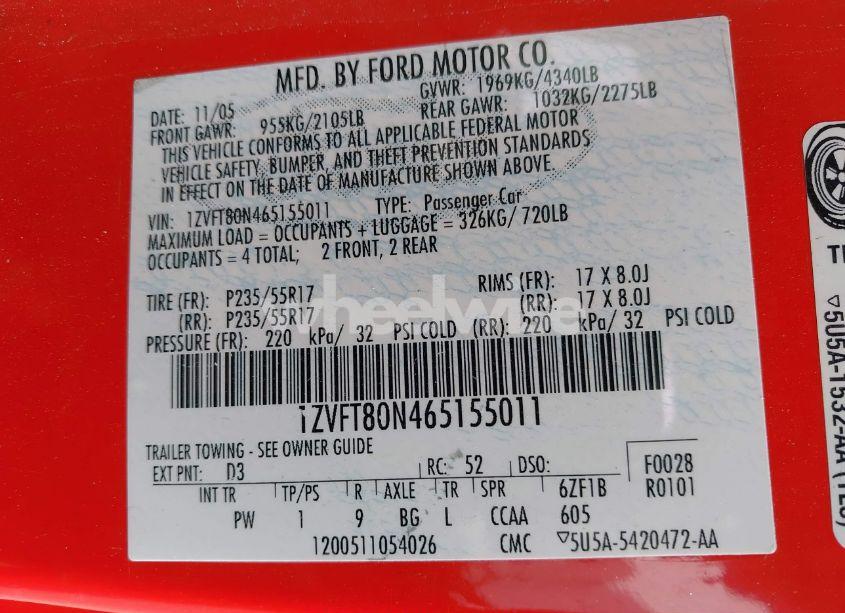 MFD. BY FORD MOTOR CO.
DATE: 11/05 GVWR: 1969KG/4340LB
FRONT GAWR: 955KG/2105LB REAR GAWR: 1032KG/2275LB
THIS VEHICLE CONFORMS TO ALL APPLICABLE FEDERAL MOTOR
VEHICLE SAFETY, BUMPER, AND THEFT PREVENTION STANDARDS
IN EFFECT ON THE DATE OF MANUFACTURE SHOWN ABOVE.
VIN: 1ZVFT80N465155011 TYPE: Passenger Car
MAXIMUM LOAD = OCCUPANTS + LUGGAGE = 326KG/ 720LB
OCCUPANTS = 4 TOTAL; 2 FRONT, 2 REAR
TIRE (FR): P235/55R17 RIMS (FR): 17 X 8.0J
(RR): P235/55R17 (RR): 17 X 8.0J
PRESSURE (FR): 220 kPa/ 32 PSI COLD (RR): 220 kPa/ 32 PSI COLD
wheelwire
1ZVFT80N465155011
TRAILER TOWING - SEE OWNER GUIDE
EXT PNT: D3 RC: 52 DSO: F0028
INT TR TP/PS R AXLE TR SPR 6ZF1B R0101
PW 1 9 BG L CCAA 605
1200511054026 CMC ▽5U5A-5420472-AA
▽5U5A-1532-AA